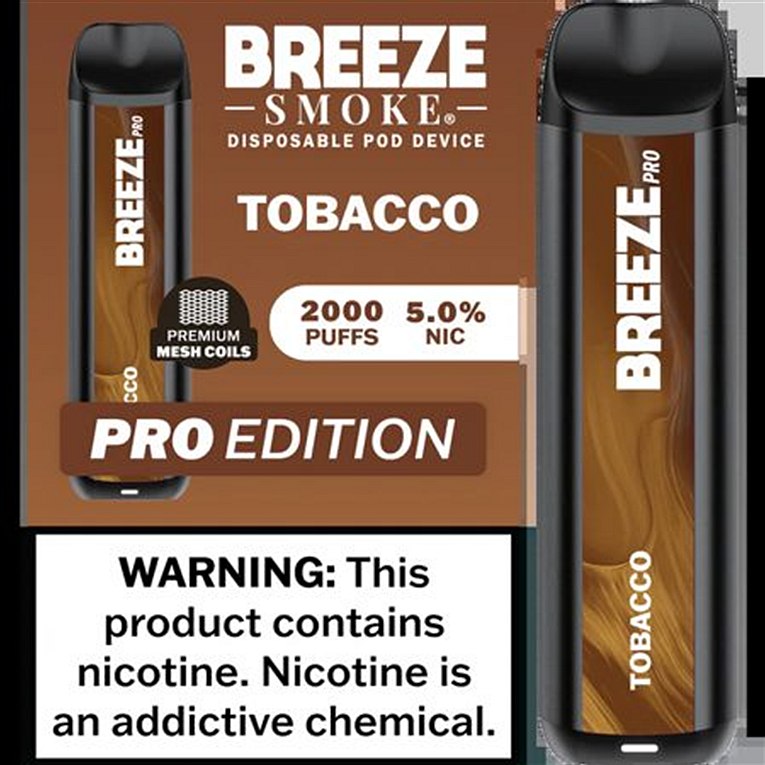 BREEZE
SMOKE®
DISPOSABLE POD DEVICE
TOBACCO
2000 PUFFS
5.0% NIC
PREMIUM
MESH COILS
BREEZE PRO
CCO
PRO EDITION
WARNING: This
product contains
nicotine. Nicotine is
an addictive chemical.
BREEZE PRO
TOBACCO